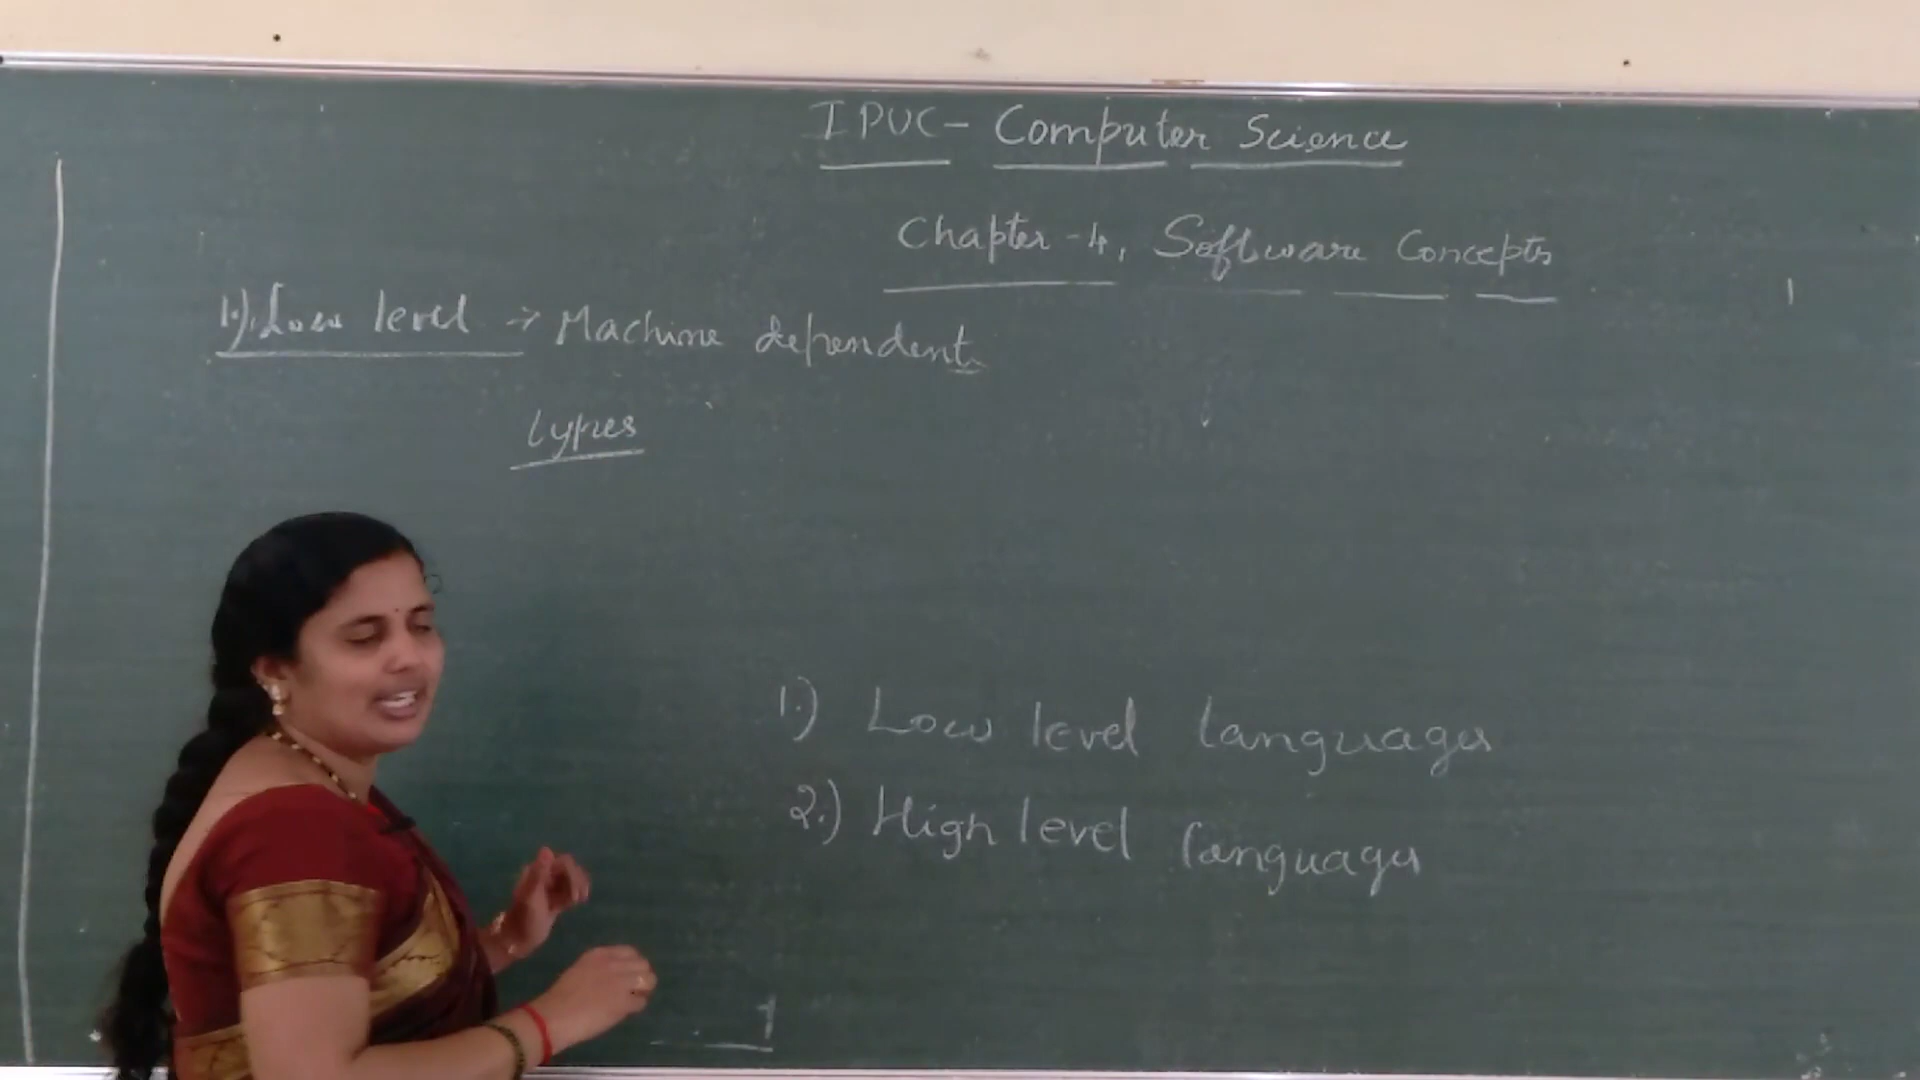 I PUC - Computer Science
Chapter - 4, Software Concepts
1.) Low level → Machine dependent
types
1.) Low level languages
2.) High level languages